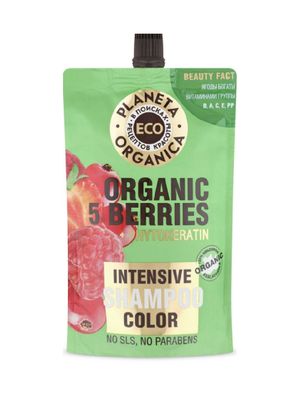 BEAUTY FACT
ЯГОДЫ БОГАТЫ
ВИТАМИНАМИ ГРУППЫ
B, A, C, E, PP
PLANETA
В ПОИСКАХ
ECO
РЕЦЕПТОВ КРАСОТЫ
ORGANICA
ORGANIC
5 BERRIES
PHYTOKERATIN
ORGANIC
INTENSIVE
SHAMPOO
COLOR
NO SLS, NO PARABENS